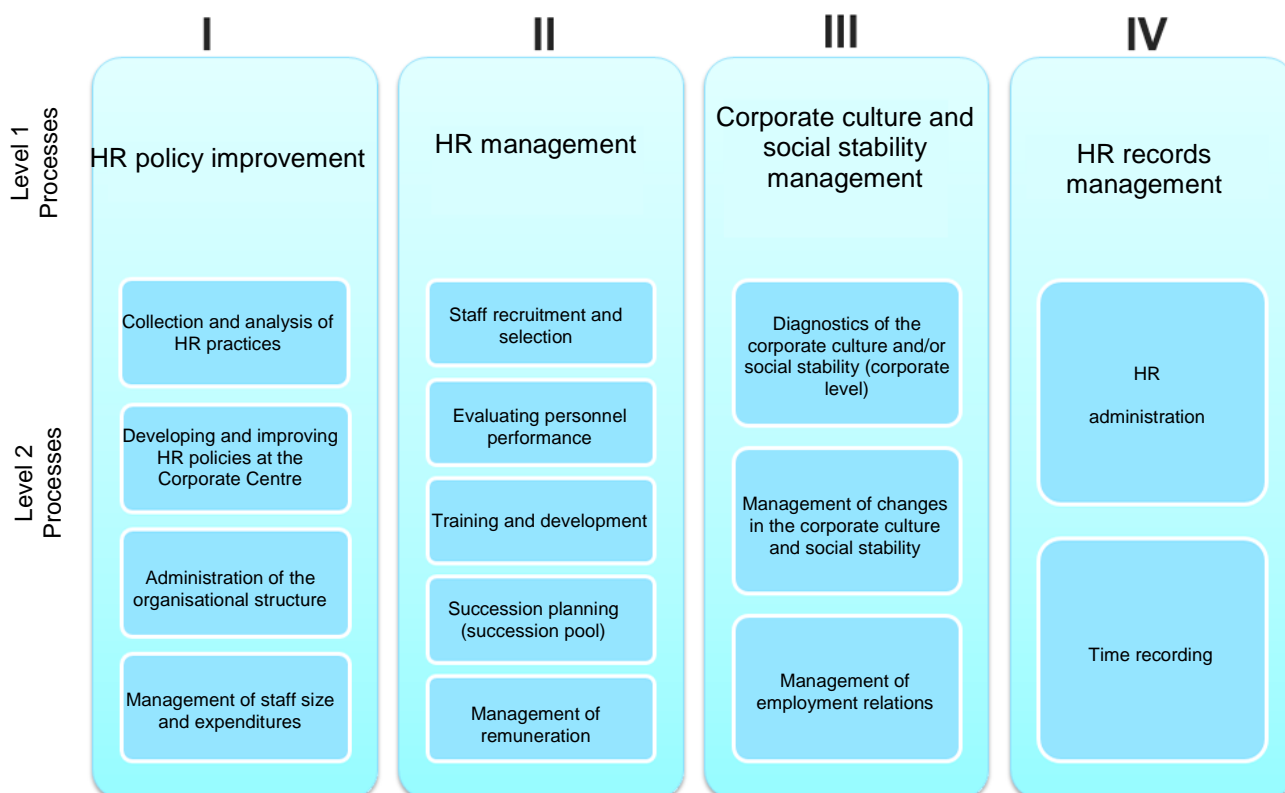 I
II
III
IV
Level 1
Processes
HR policy improvement
HR management
Corporate culture and
social stability
management
HR records
management
Level 2
Processes
Collection and analysis of
HR practices
Developing and improving
HR policies at the
Corporate Centre
Administration of the
organisational structure
Management of staff size
and expenditures
Staff recruitment and
selection
Evaluating personnel
performance
Training and development
Succession planning
(succession pool)
Management of
remuneration
Diagnostics of the
corporate culture and/or
social stability (corporate
level)
Management of changes
in the corporate culture
and social stability
Management of
employment relations
HR
administration
Time recording